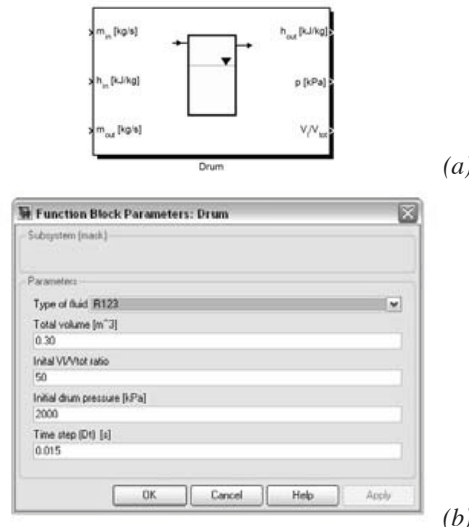 m_in [kg/s]
h_out [kJ/kg]
h_in [kJ/kg]
p [kPa]
m_out [kg/s]
V_l/V_tot
Drum
(a)
Function Block Parameters: Drum
Subsystem (mask)
Parameters
Type of fluid R123
Total volume [m^3]
0.30
Inital Vl/Vtot ratio
50
Initial drum pressure [kPa]
2000
Time step (Dt) [s]
0.015
OK Cancel Help Apply
(b)